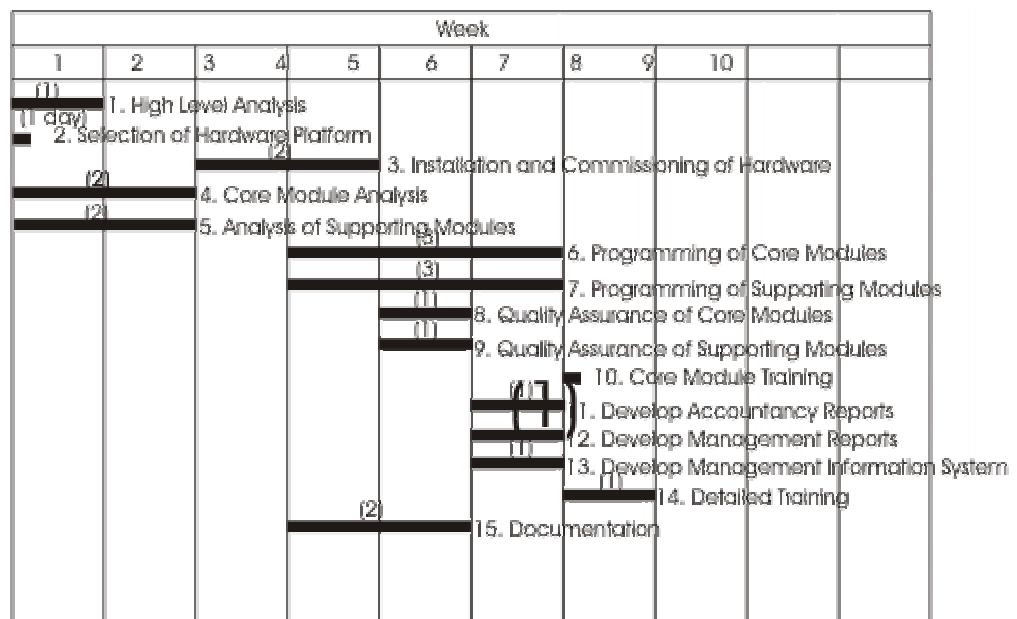 Week
1 2 3 4 5 6 7 8 9 10
(1)
1. High Level Analysis
(1 day)
2. Selection of Hardware Platform
(2)
3. Installation and Commissioning of Hardware
(2)
4. Core Module Analysis
(2)
5. Analysis of Supporting Modules
6. Programming of Core Modules
(3)
7. Programming of Supporting Modules
(1)
8. Quality Assurance of Core Modules
(1)
9. Quality Assurance of Supporting Modules
10. Core Module Training
(1)
11. Develop Accountancy Reports
(1)
12. Develop Management Reports
(1)
13. Develop Management Information System
(1)
14. Detailed Training
(2)
15. Documentation